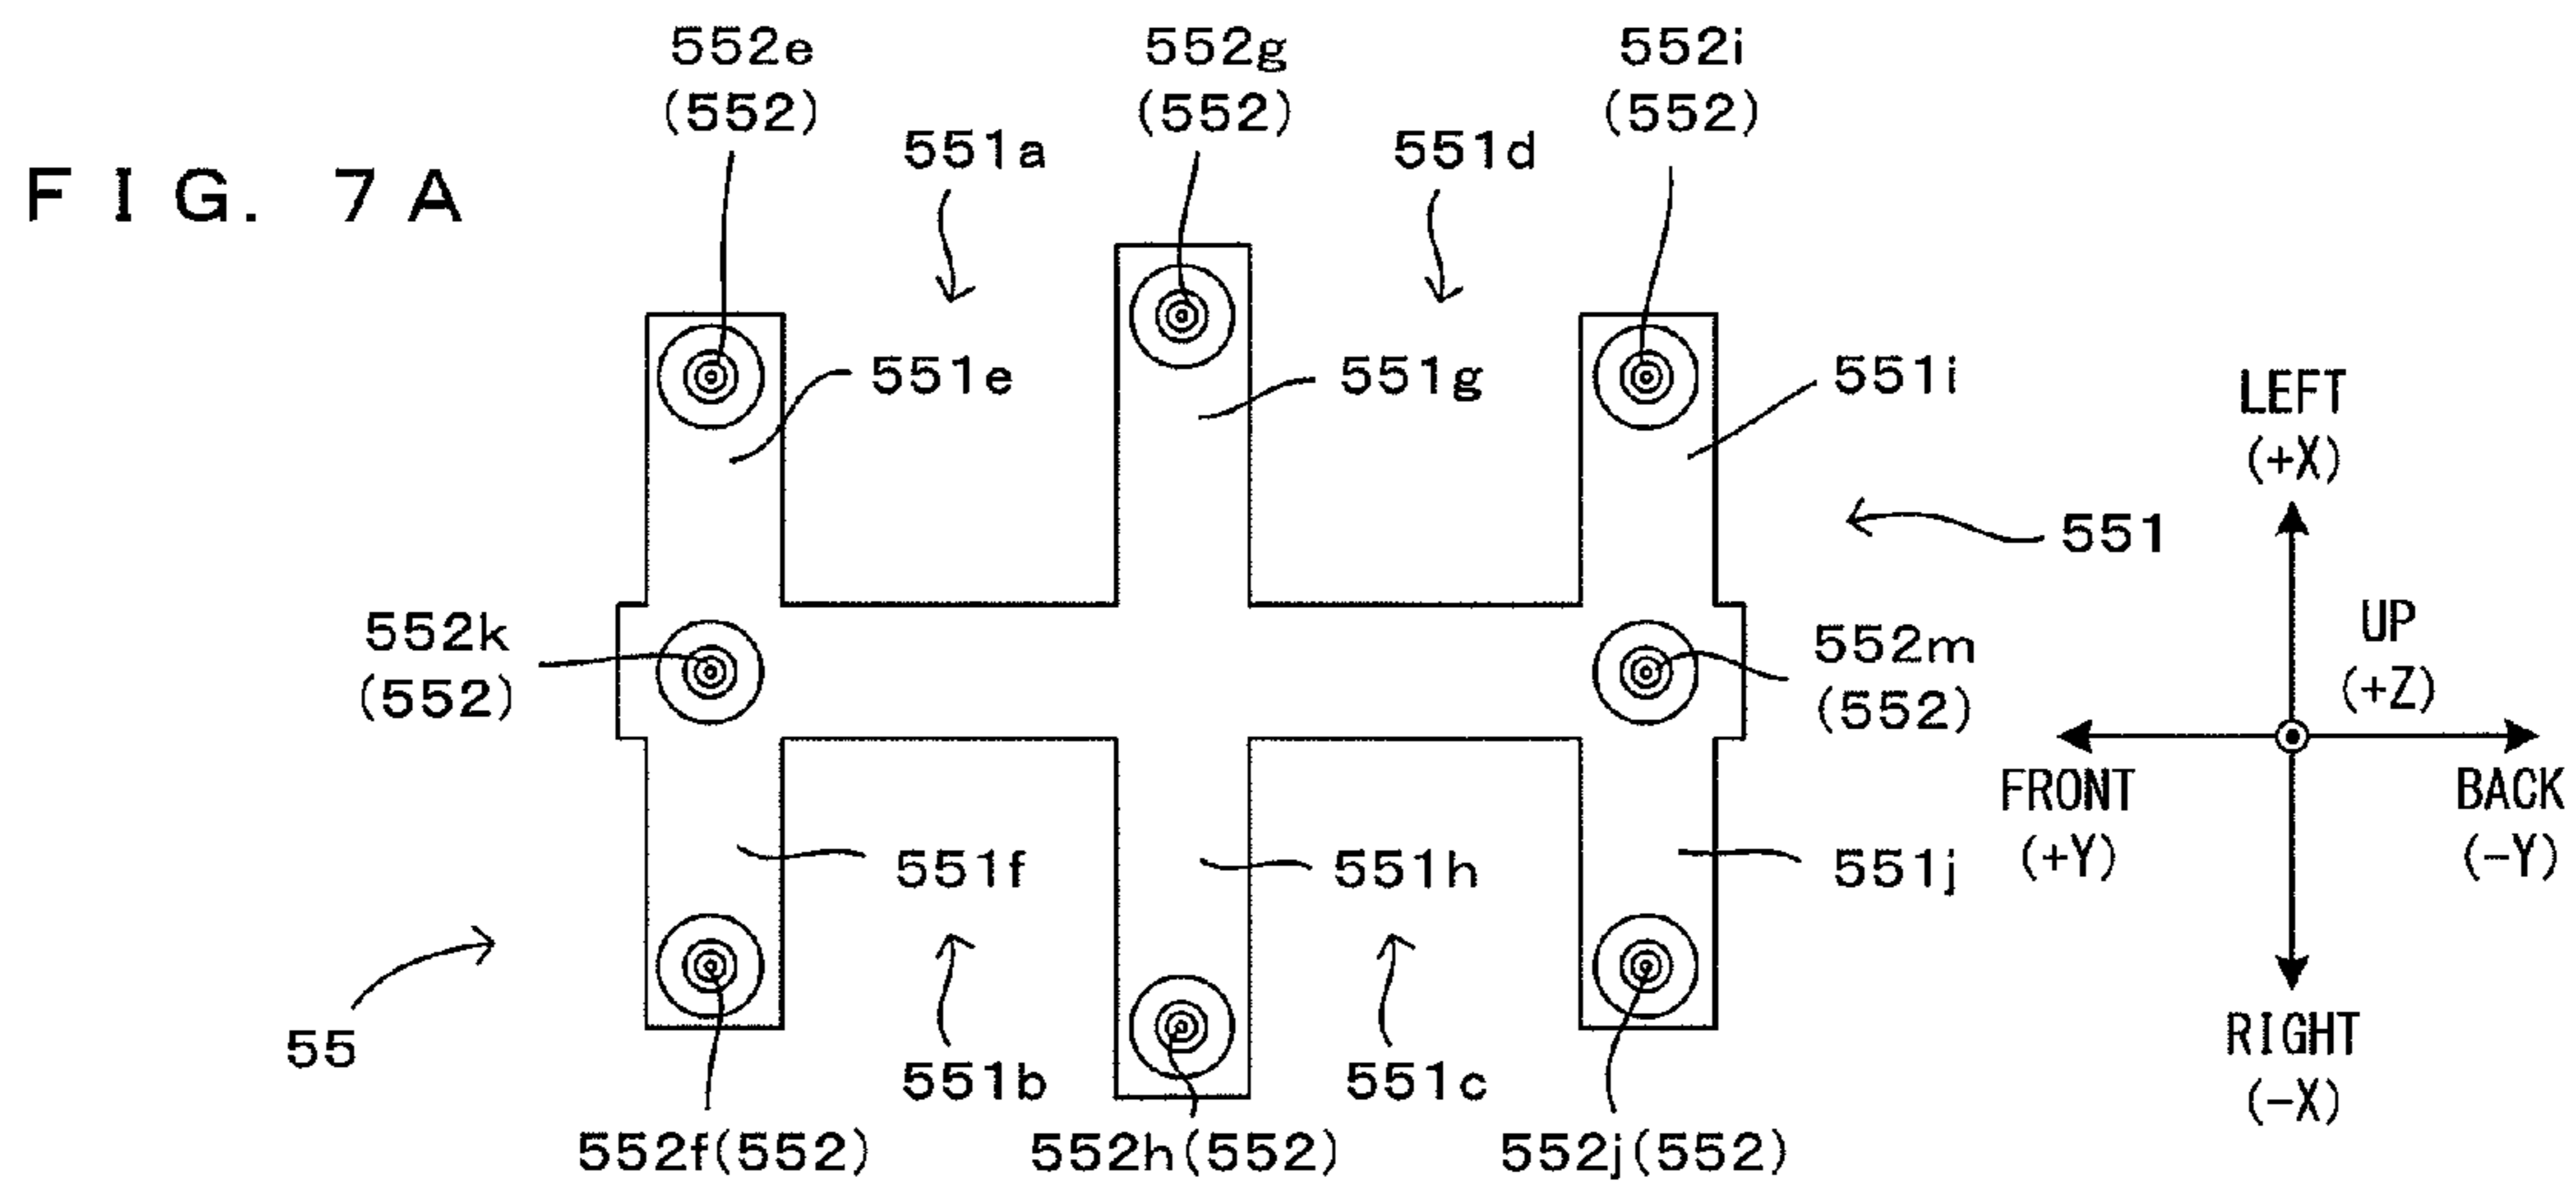 FIG. 7A
552e
(552)
552g
(552)
552i
(552)
551a
551d
551e
551g
551i
551
552k
(552)
552m
(552)
551f
551h
551j
55
551b
551c
552f(552)
552h(552)
552j(552)
LEFT
(+X)
UP
(+Z)
FRONT
(+Y)
BACK
(-Y)
RIGHT
(-X)